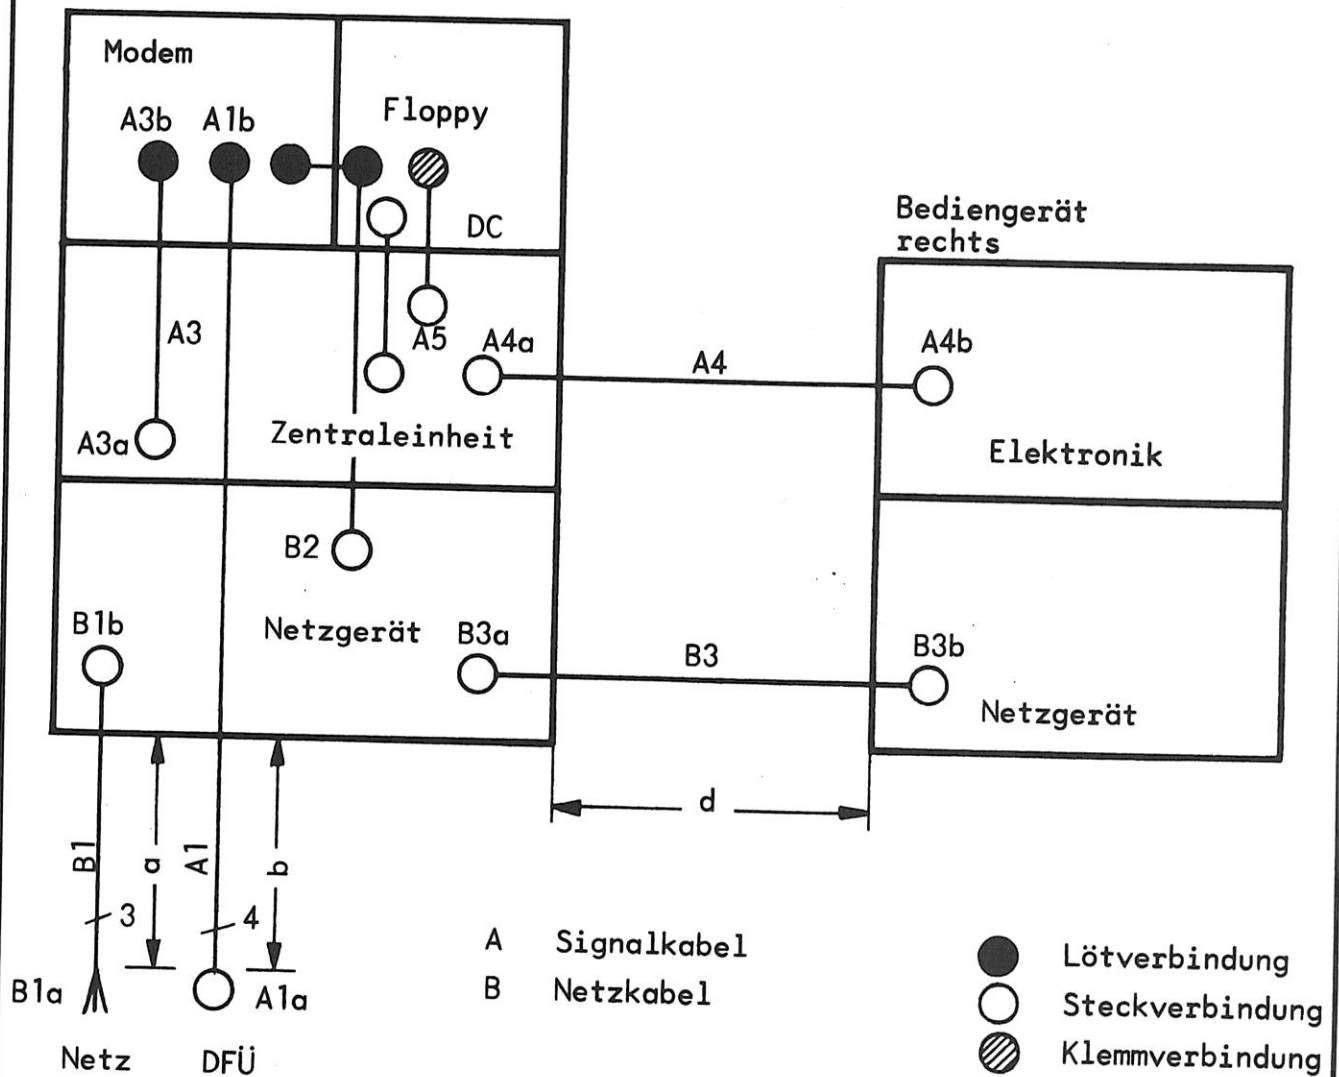 Modem
Floppy
A3b A1b
DC
Bediengerät
rechts
A3
A5
A4a
A4
A4b
A3a
Zentraleinheit
Elektronik
B2
B1b
Netzgerät
B3a
B3
B3b
Netzgerät
d
B1
a
A1
b
3
4
B1a
A1a
Netz
DFÜ
A Signalkabel
B Netzkabel
Lötverbindung
Steckverbindung
Klemmverbindung